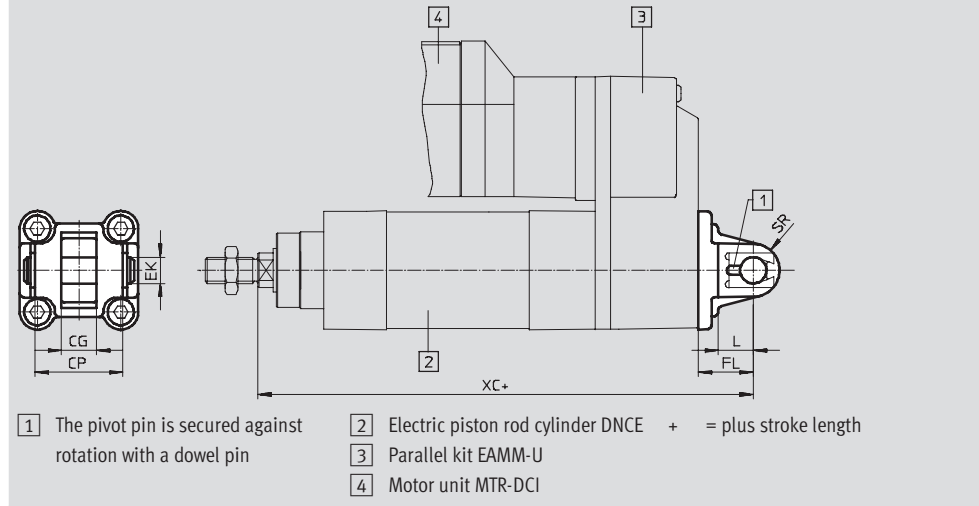 4
3
1
SR
EK
CG
CP
L
FL
2
XC+
1 The pivot pin is secured against
rotation with a dowel pin
2 Electric piston rod cylinder DNCE
3 Parallel kit EAMM-U
4 Motor unit MTR-DCI
+ = plus stroke length